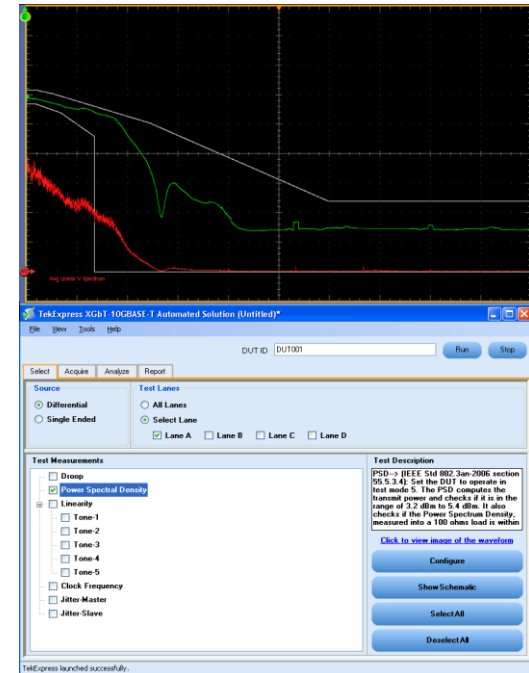 Avg Linear V Spectrum
TekExpress XGbT-10GBASE-T Automated Solution (Untitled)*
File View Tools Help
DUT ID DUT001 Run Stop
Select Acquire Analyze Report
Source
Differential
Single Ended
Test Lanes
All Lanes
Select Lane
Lane A Lane B Lane C Lane D
Test Measurements
Droop
Power Spectral Density
Linearity
Tone-1
Tone-2
Tone-3
Tone-4
Tone-5
Clock Frequency
Jitter-Master
Jitter-Slave
Test Description
PSD--> (IEEE Std 802.3an-2006 section
55.5.3.4): Set the DUT to operate in
test mode 5. The PSD computes the
transmit power and checks if it is in the
range of 3.2 dBm to 5.4 dBm. It also
checks if the Power Spectrum Density,
measured into a 100 ohms load is within
Click to view image of the waveform
Configure
Show Schematic
Select All
Deselect All
TekExpress launched successfully.